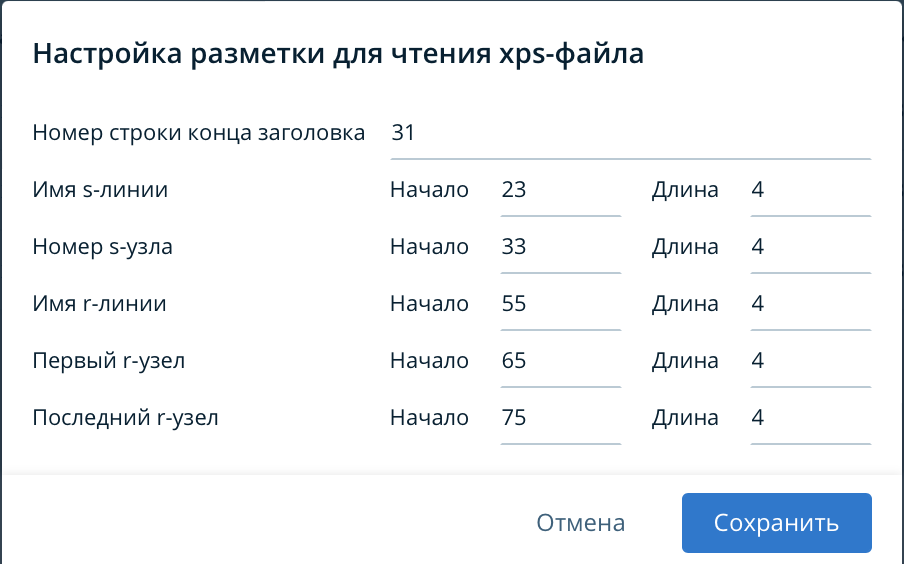 Настройка разметки для чтения xps-файла
Номер строки конца заголовка 31
Имя s-линии Начало 23 Длина 4
Номер s-узла Начало 33 Длина 4
Имя r-линии Начало 55 Длина 4
Первый r-узел Начало 65 Длина 4
Последний r-узел Начало 75 Длина 4
Отмена Сохранить